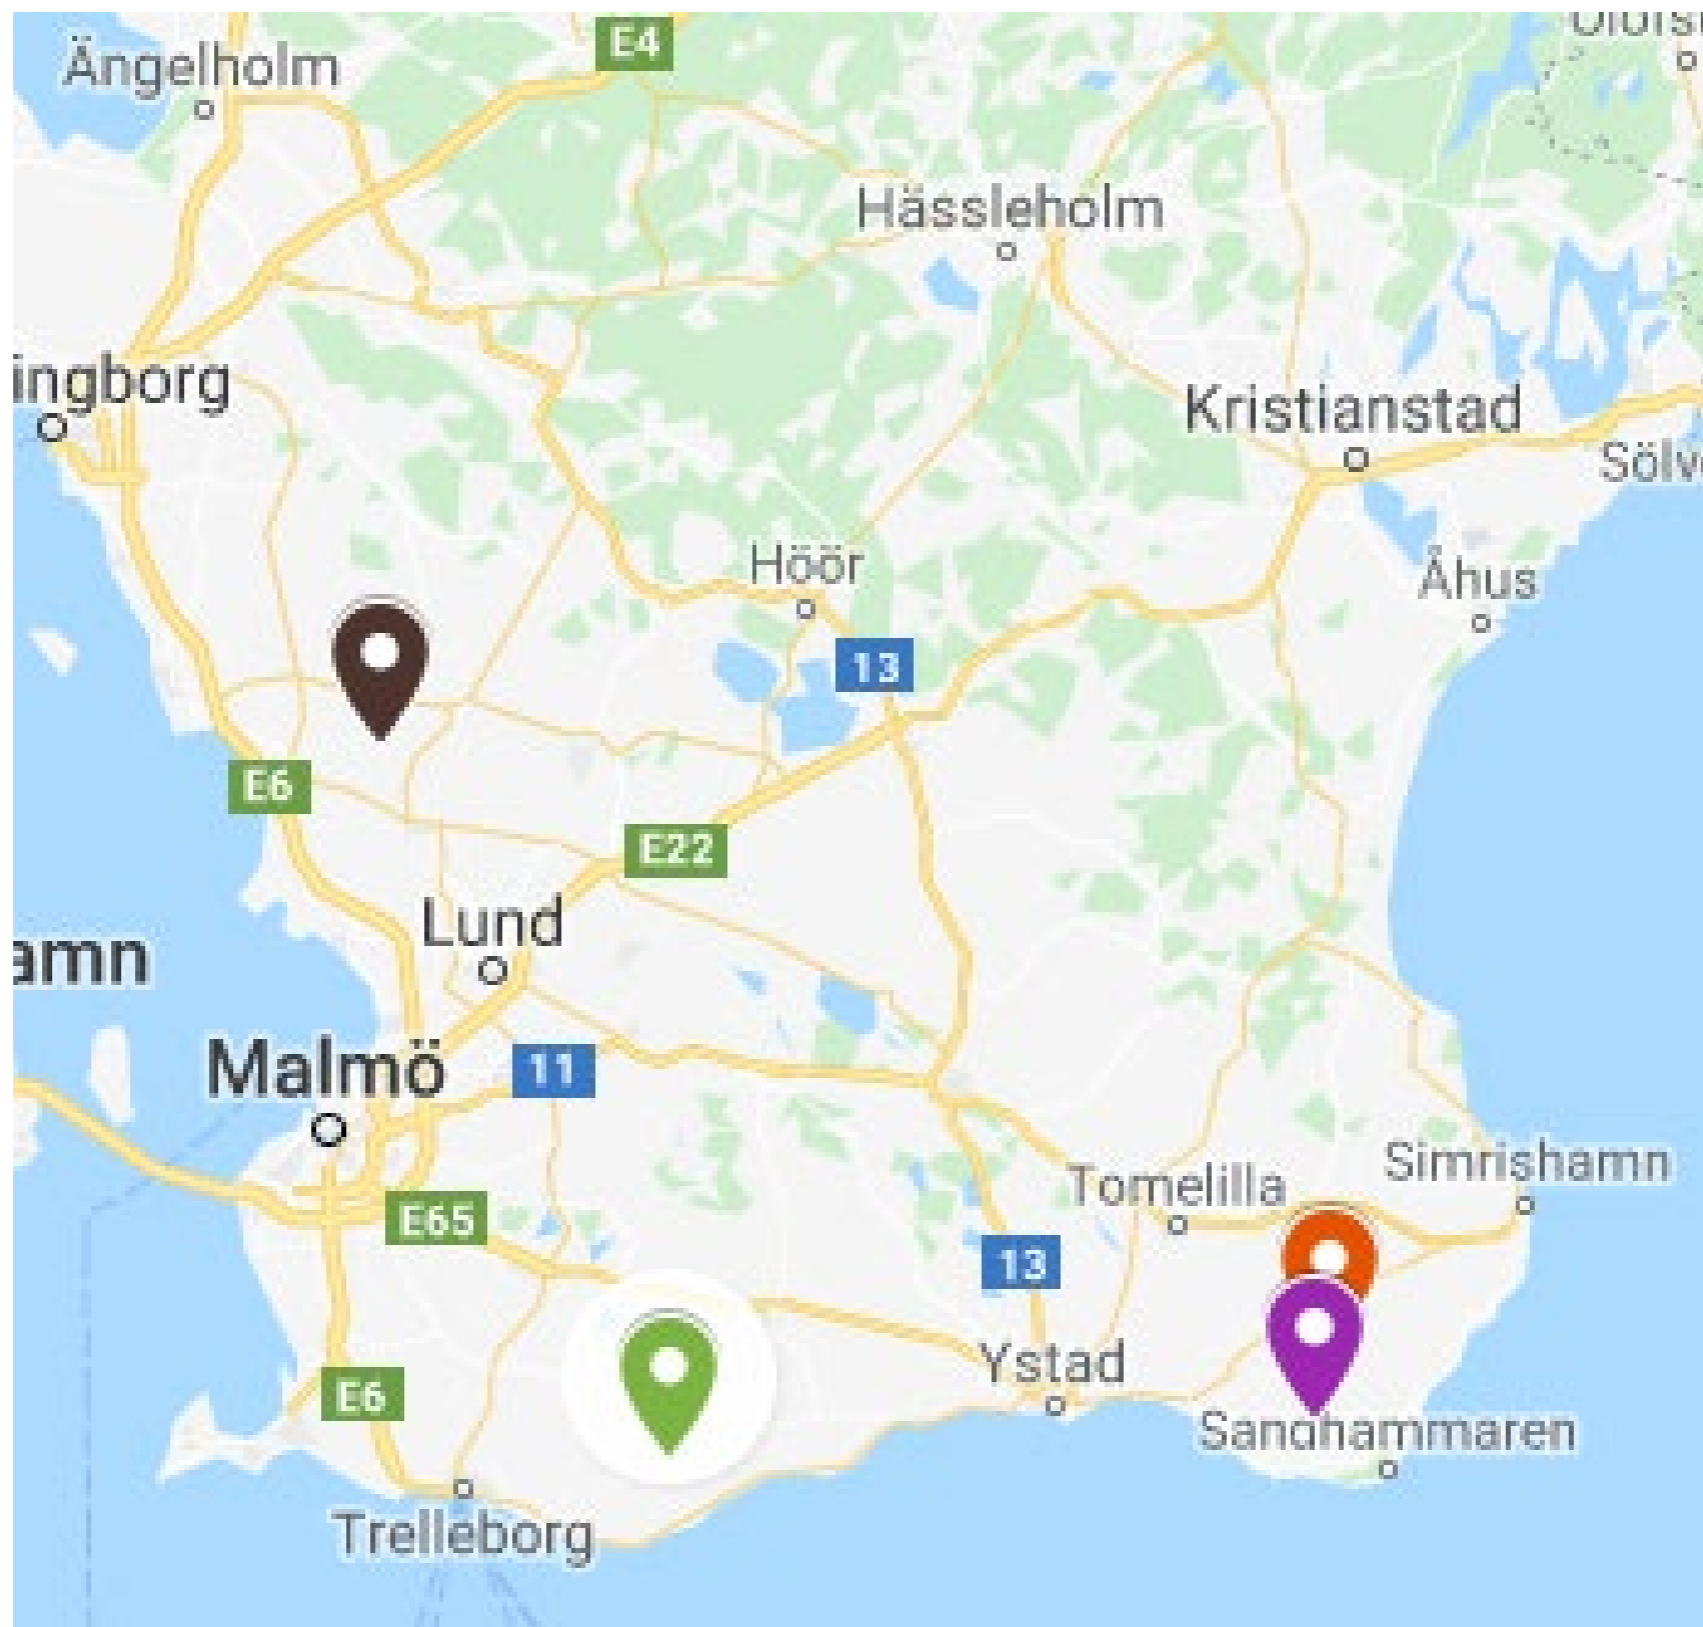 E4
Ängelholm
Hässleholm
ingborg
Kristianstad
Sölv
Höör
Åhus
13
E6
E22
Lund
amn
Malmö
11
Simrishamn
Tomelilla
E65
13
Ystad
E6
Sandhammaren
Trelleborg